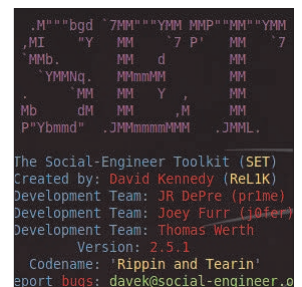 .M"""bgd `7MM"""YMM MMP""MM""YMM
,MI "Y MM `7 P' MM `7
`MMb. MM d MM
`YMMNq. MMmmMM MM
. `MM MM Y , MM
Mb dM MM ,M MM
P"Ybmmd" .JMMmmmmMMM .JMML.
The Social-Engineer Toolkit (SET)
Created by: David Kennedy (ReL1K)
Development Team: JR DePre (pr1me)
Development Team: Joey Furr (j0fer)
Development Team: Thomas Werth
Version: 2.5.1
Codename: 'Rippin and Tearin'
eport bugs: davek@social-engineer.o